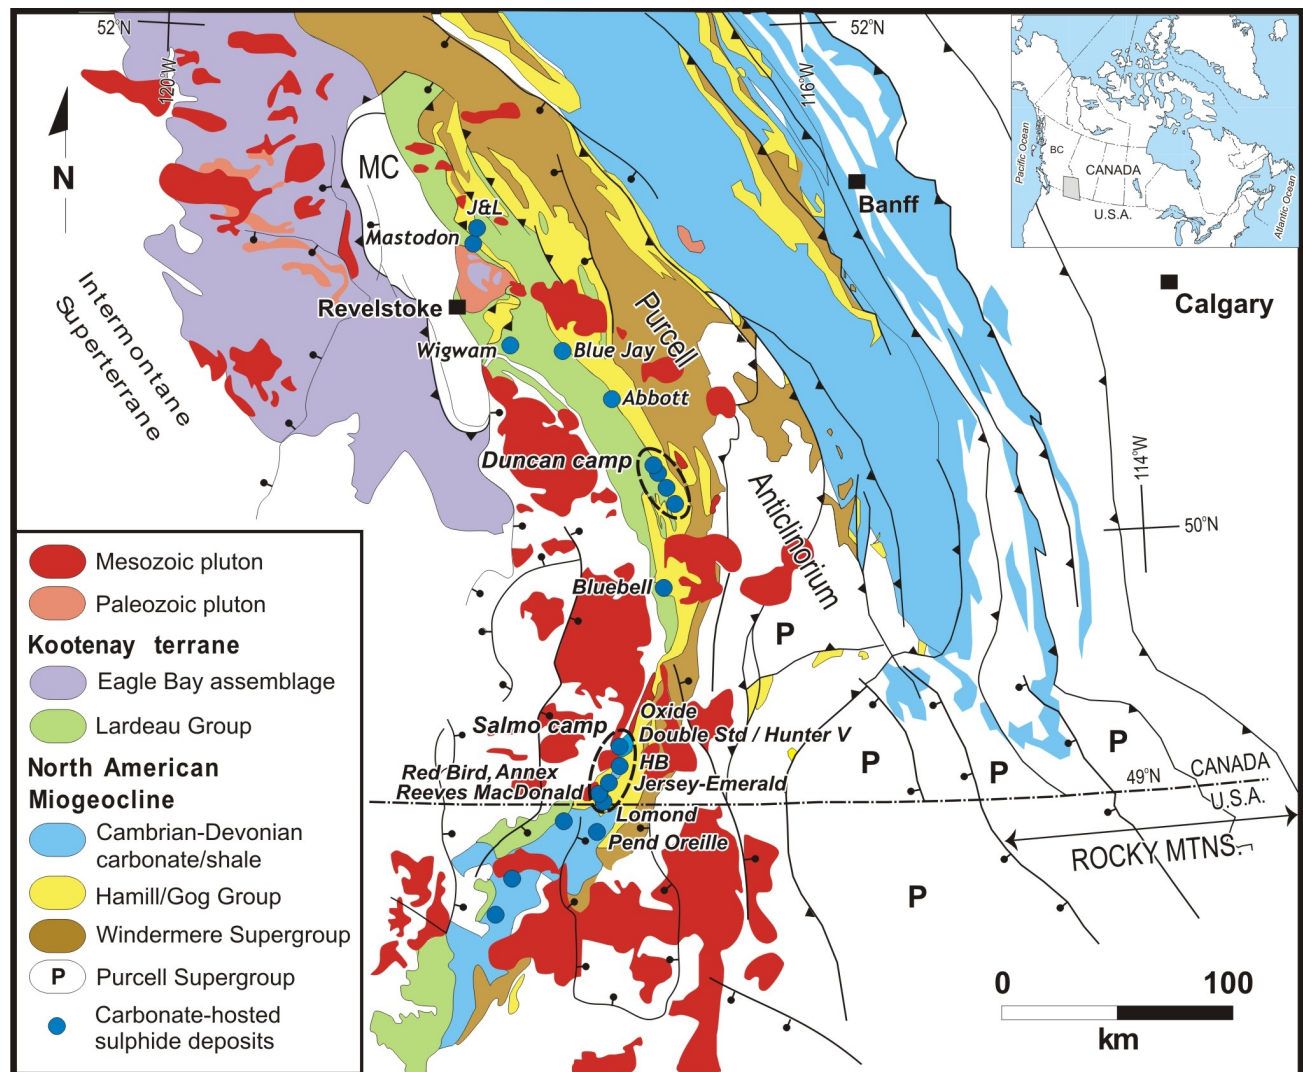 52°N
120°W
116°W
52°N
Pacific Ocean
BC
CANADA
U.S.A.
Atlantic Ocean
N
MC
J&L
Mastodon
Banff
Calgary
Intermontane
Superterrane
Revelstoke
Purcell
Wigwam
Blue Jay
Abbott
Duncan camp
Anticlinorium
114°W
50°N
Bluebell
P
Oxide
Salmo camp
Double Std / Hunter V
HB
Red Bird, Annex
Reeves MacDonald
Jersey-Emerald
Lomond
Pend Oreille
P
P
P
49°N
CANADA
U.S.A.
ROCKY MTNS.
P
Mesozoic pluton
Paleozoic pluton
Kootenay terrane
Eagle Bay assemblage
Lardeau Group
North American
Miogeocline
Cambrian-Devonian
carbonate/shale
Hamill/Gog Group
Windermere Supergroup
P
Purcell Supergroup
Carbonate-hosted
sulphide deposits
0
100
km